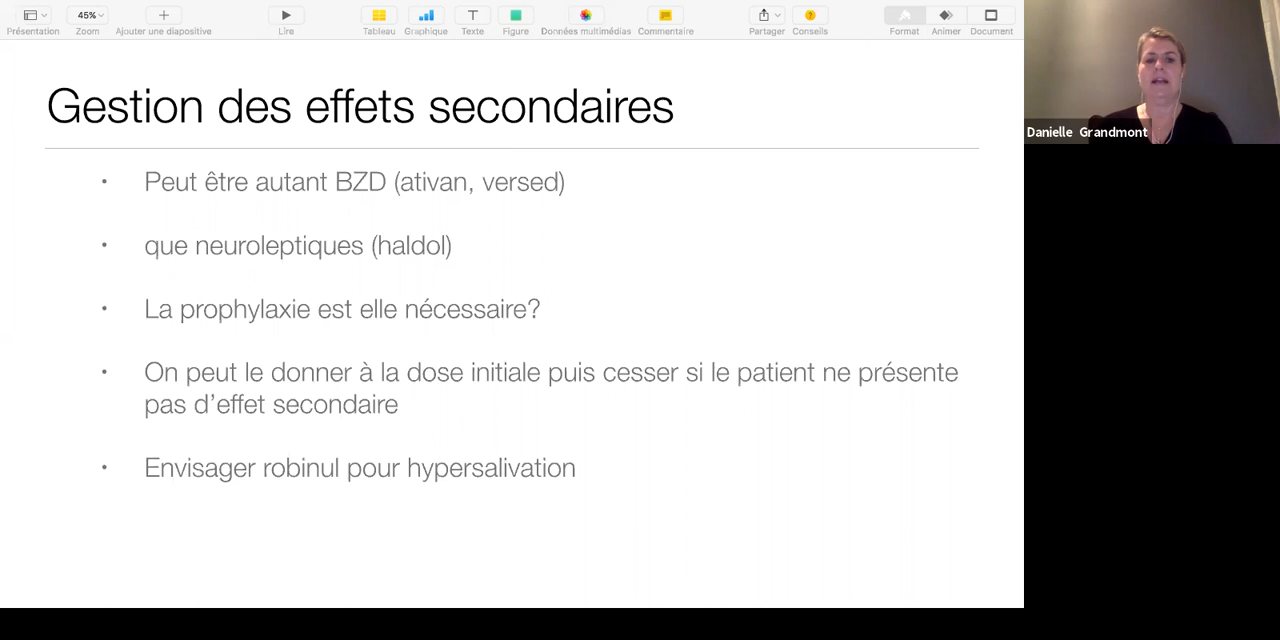 45%
Présentation Zoom Ajouter une diapositive Lire Tableau Graphique Texte Figure Données multimédias Commentaire Partager Conseils Format Animer Document
Gestion des effets secondaires
• Peut être autant BZD (ativan, versed)
• que neuroleptiques (haldol)
• La prophylaxie est elle nécessaire?
• On peut le donner à la dose initiale puis cesser si le patient ne présente
pas d'effet secondaire
• Envisager robinul pour hypersalivation
Danielle Grandmont